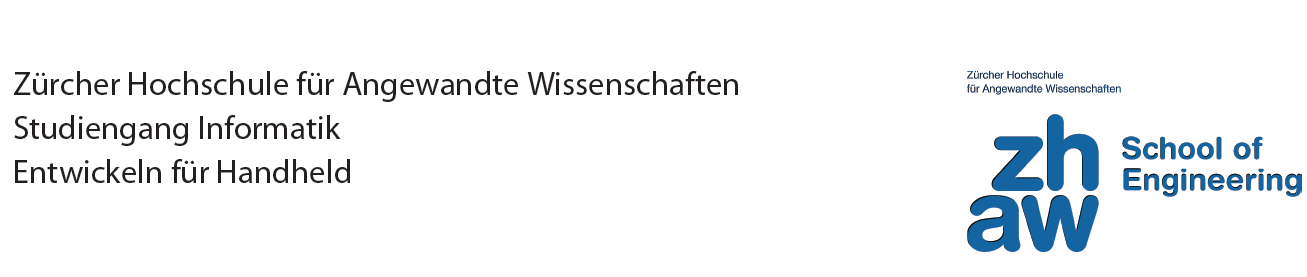 Zürcher Hochschule für Angewandte Wissenschaften
Studiengang Informatik
Entwickeln für Handheld
Zürcher Hochschule
für Angewandte Wissenschaften
zh
aw
School of
Engineering